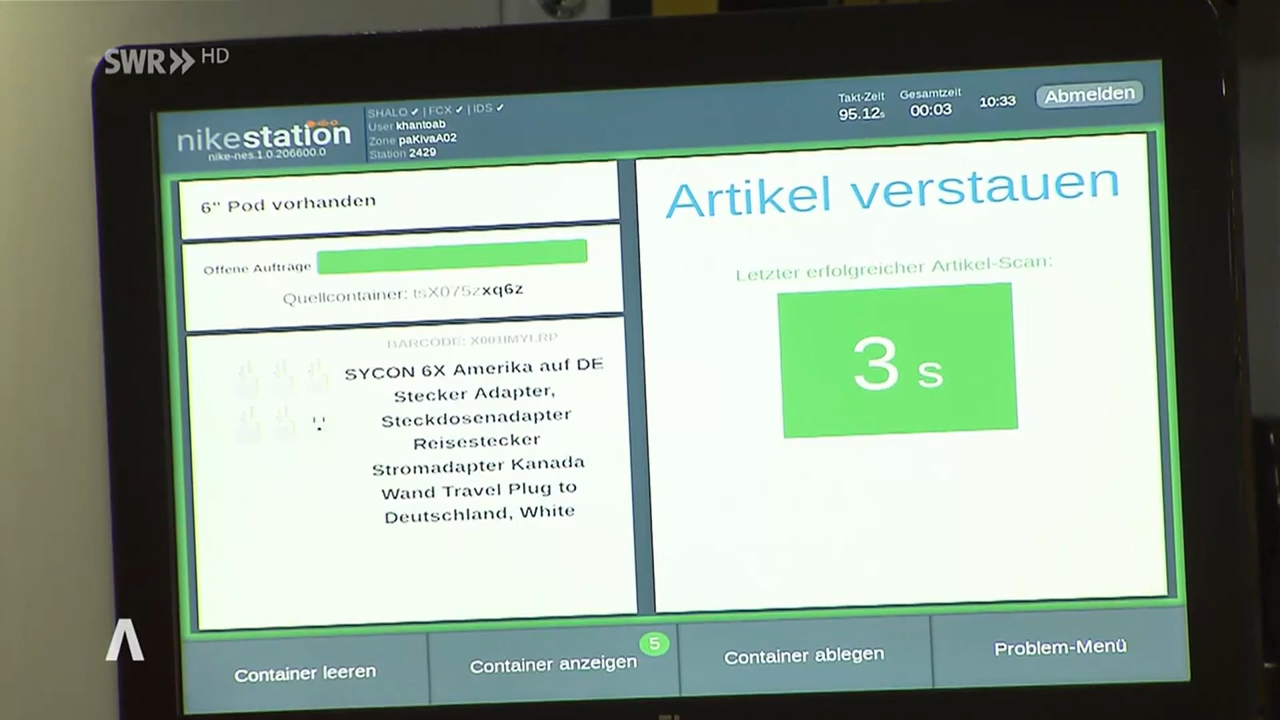 SWR» HD
nikestation
nike-nes.1.0.206600.0
SHALO ✔ | FCX ✔ | IDS ✔
User khantoab
Zone paKivaA02
Station 2429
Takt-Zeit
95.12s
Gesamtzeit
00:03
10:33
Abmelden
6" Pod vorhanden
Offene Aufträge
Quellcontainer: tsX075zxq6z
BARCODE:
SYCON 6X Amerika auf DE
Stecker Adapter,
Steckdosenadapter
Reisestecker
Stromadapter Kanada
Wand Travel Plug to
Deutschland, White
Artikel verstauen
Letzter erfolgreicher Artikel-Scan:
3 s
Container leeren
Container anzeigen
5
Container ablegen
Problem-Menü